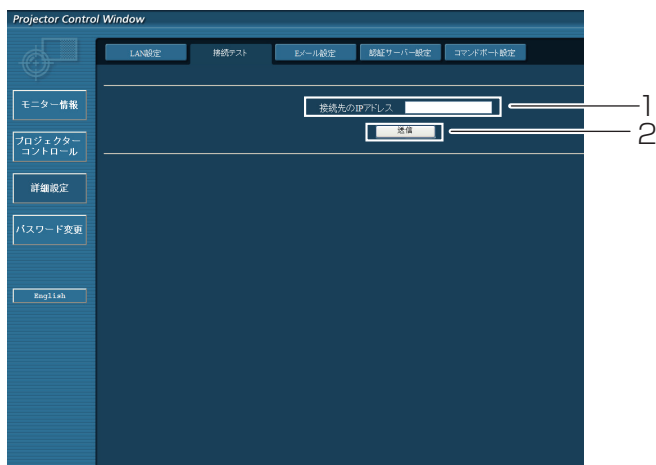 Projector Control Window
LAN設定 接続テスト Eメール設定 認証サーバー設定 コマンドポート設定
モニター情報
プロジェクター
コントロール
詳細設定
パスワード変更
English
接続先のIPアドレス
送信
1
2